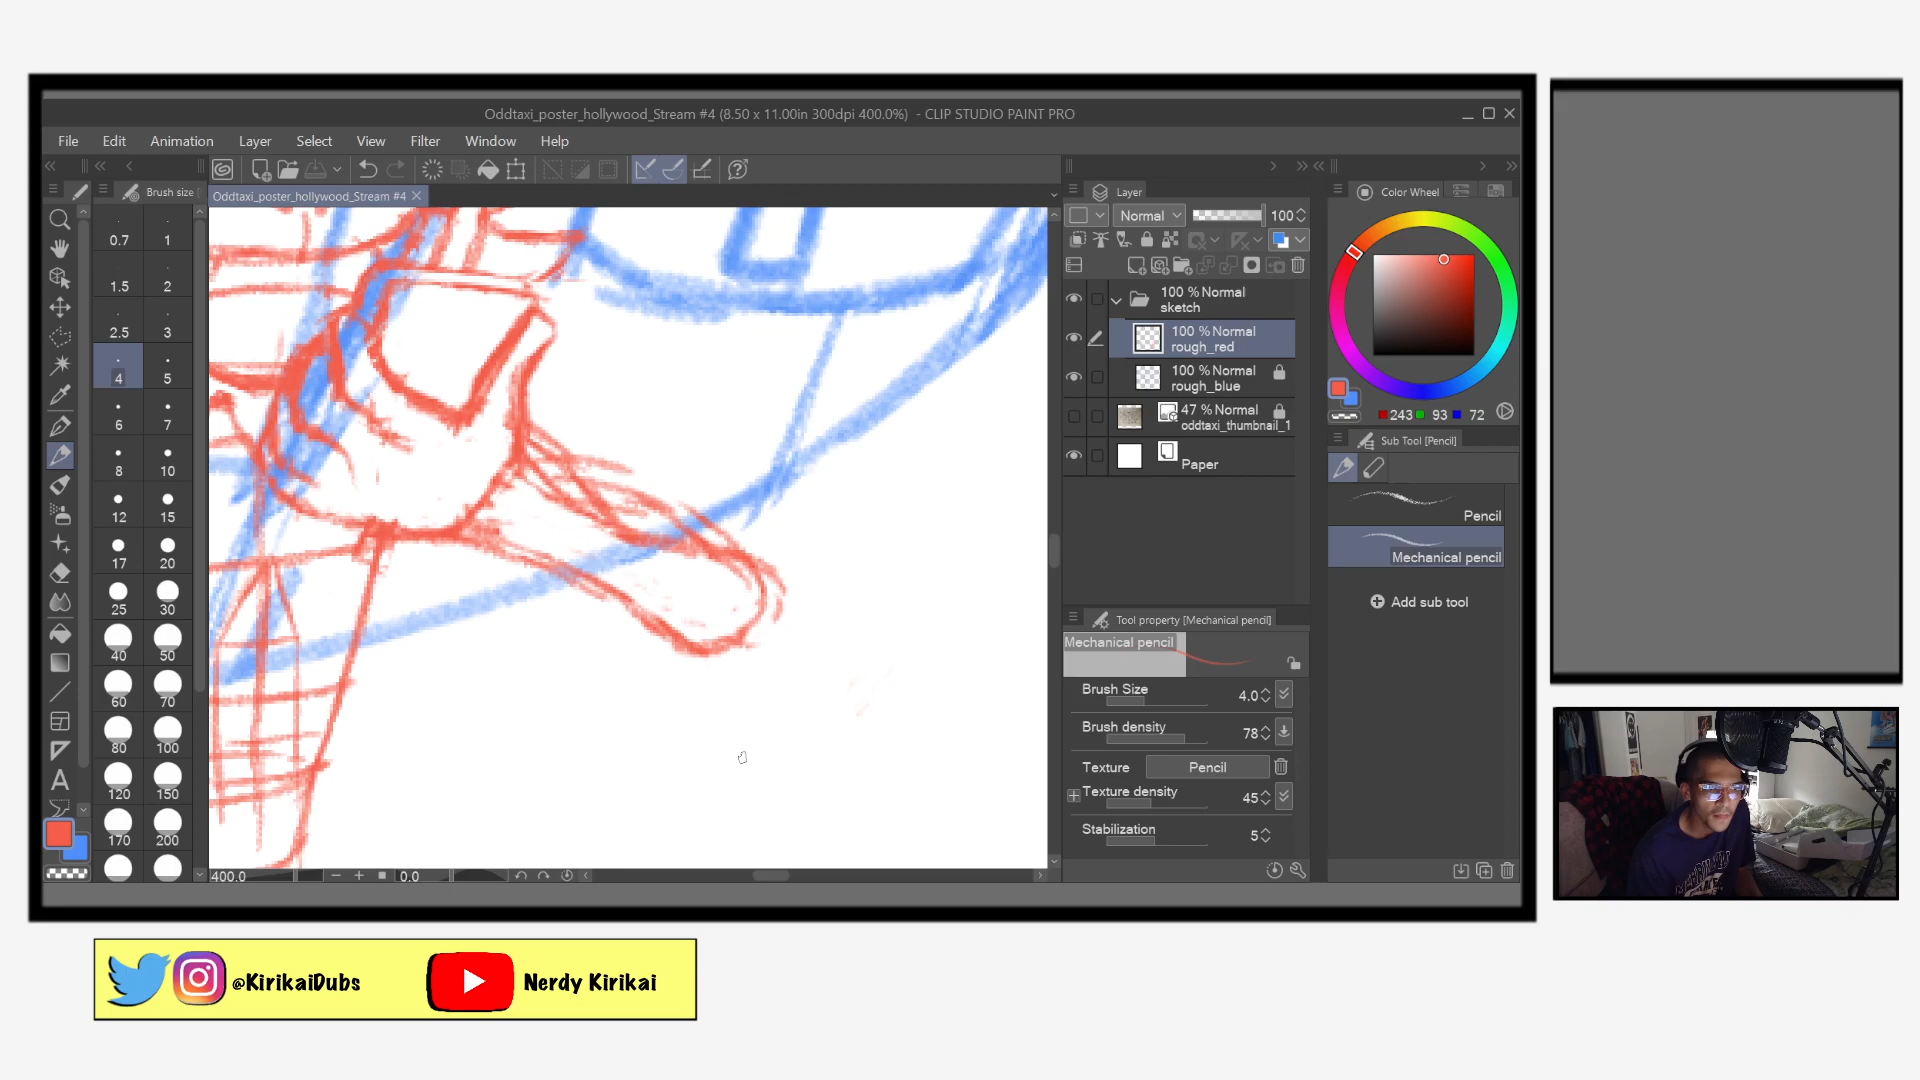 Oddtaxi_poster_hollywood_Stream #4 (8.50 x 11.00in 300dpi 400.0%) - CLIP STUDIO PAINT PRO
File Edit Animation Layer Select View Filter Window Help
Brush size
Oddtaxi_poster_hollywood_Stream #4
0.7 1
1.5 2
2.5 3
4 5
6 7
8 10
12 15
17 20
25 30
40 50
60 70
80 100
120 150
170 200
400.0 0.0
Layer
Normal 100
100 % Normal
sketch
100 % Normal
rough_red
100 % Normal
rough_blue
47 % Normal
oddtaxi_thumbnail_1
Paper
Tool property [Mechanical pencil]
Mechanical pencil
Brush Size 4.0
Brush density 78
Texture Pencil
Texture density 45
Stabilization 5
Color Wheel
243 93 72
Sub Tool [Pencil]
Pencil
Mechanical pencil
Add sub tool
@KirikaiDubs
Nerdy Kirikai